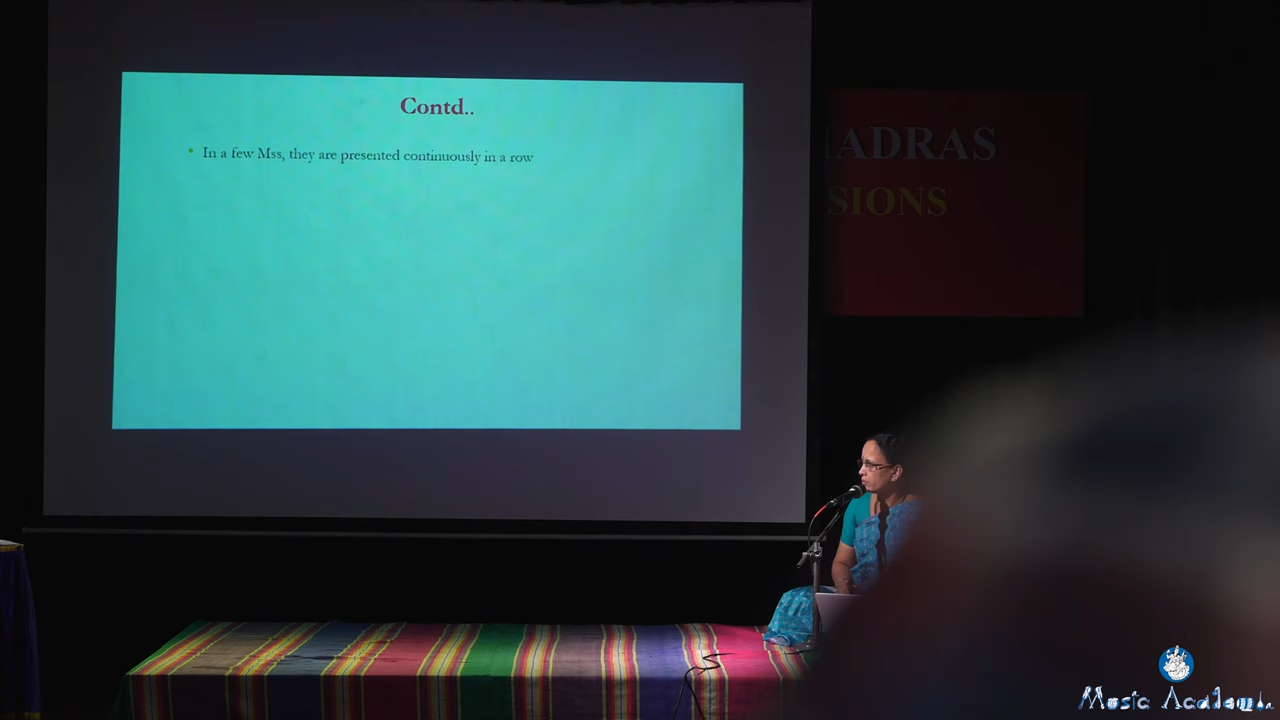 Contd..
• In a few Mss, they are presented continuously in a row
ADRAS
SIONS
Music Academy